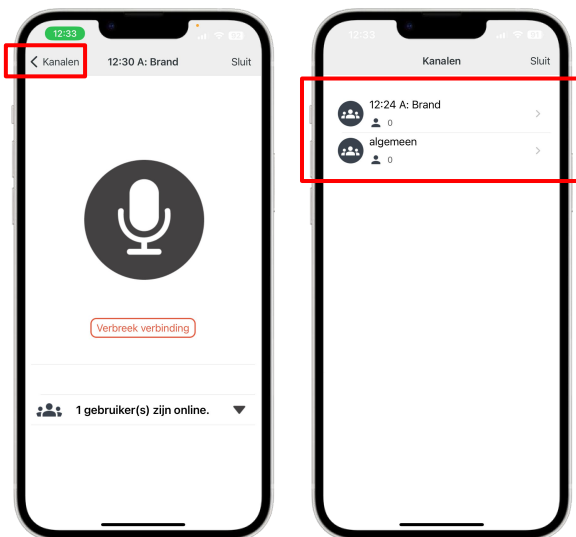 12:33
Kanalen
12:30 A: Brand
Sluit
Verbreek verbinding
1 gebruiker(s) zijn online.
12:33
Kanalen
Sluit
12:24 A: Brand
0
algemeen
0